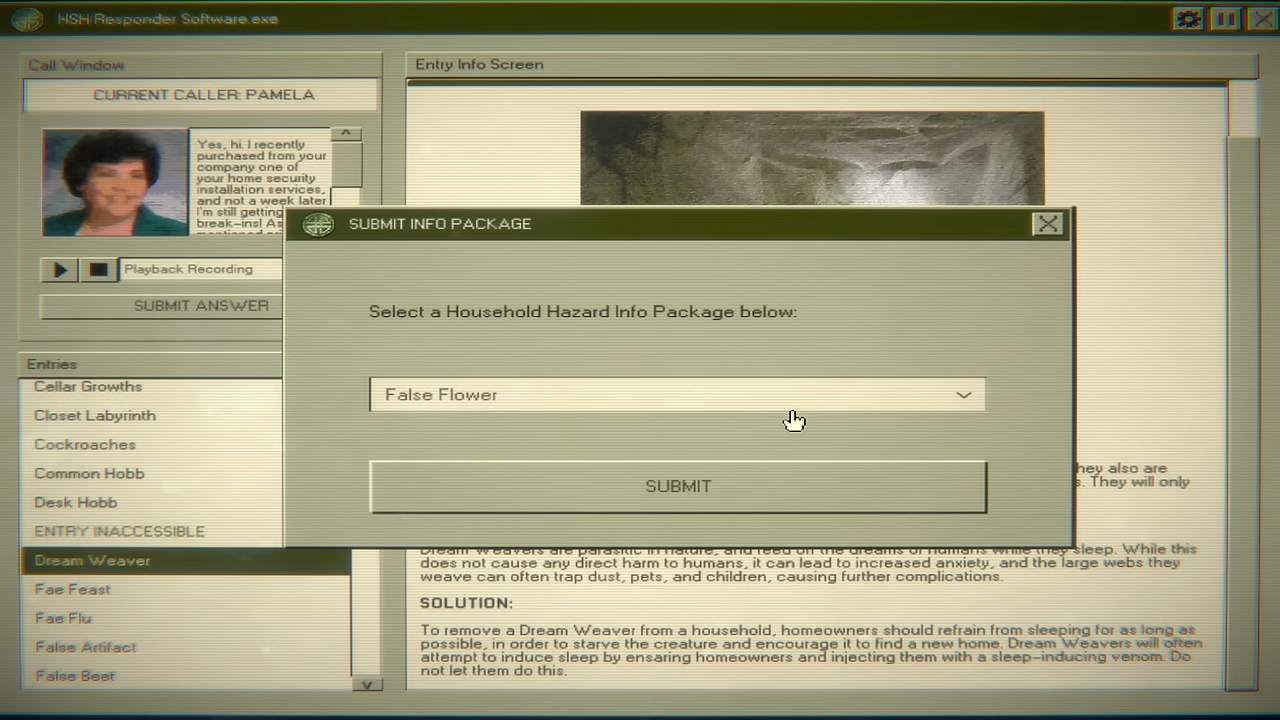 HSH Responder Software.exe
Call Window
CURRENT CALLER: PAMELA
Yes, hi. I recently
purchased from your
company one of
your home security
installation services,
and not a week later
I'm still getting
break-ins! As
Playback Recording
SUBMIT ANSWER
Entries
Cellar Growths
Closet Labyrinth
Cockroaches
Common Hobb
Desk Hobb
ENTRY INACCESSIBLE
Dream Weaver
Fae Feast
Fae Flu
False Artifact
False Beet
Entry Info Screen
SUBMIT INFO PACKAGE
Select a Household Hazard Info Package below:
False Flower
SUBMIT
hey also are
s. They will only
Dream Weavers are parasitic in nature, and feed off the dreams of humans while they sleep. While this
does not cause any direct harm to humans, it can lead to increased anxiety, and the large webs they
weave can often trap dust, pets, and children, causing further complications.
SOLUTION:
To remove a Dream Weaver from a household, homeowners should refrain from sleeping for as long as
possible, in order to starve the creature and encourage it to find a new home. Dream Weavers will often
attempt to induce sleep by ensaring homeowners and injecting them with a sleep-inducing venom. Do
not let them do this.